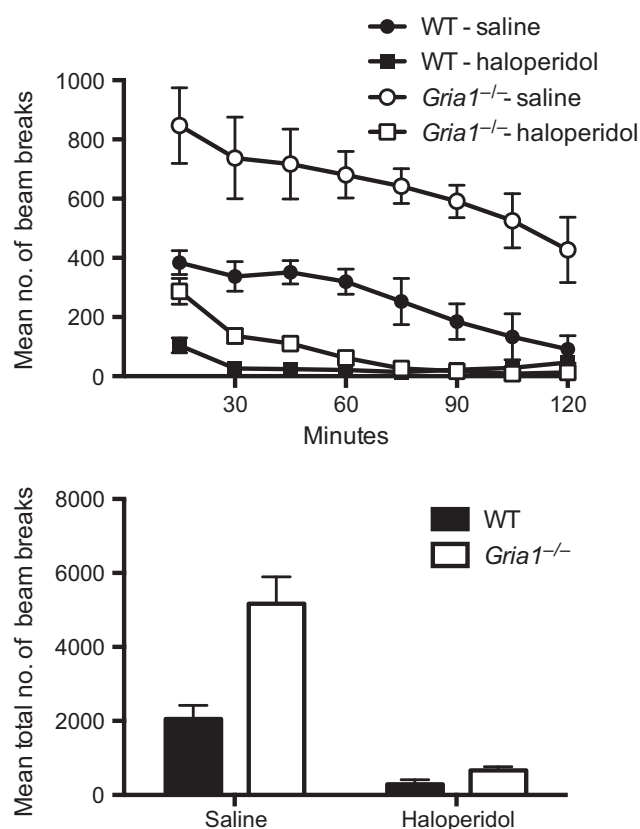 WT - saline
WT - haloperidol
Gria1⁻/⁻- saline
Gria1⁻/⁻- haloperidol
Mean no. of beam breaks
1000
800
600
400
200
0
30 60 90 120
Minutes
Mean total no. of beam breaks
8000
6000
4000
2000
0
WT
Gria1⁻/⁻
Saline Haloperidol